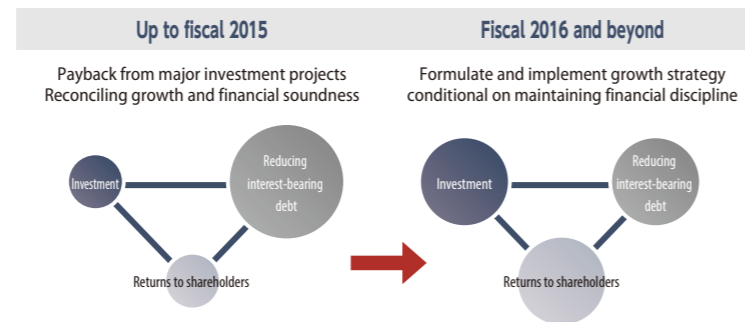 Up to fiscal 2015
Payback from major investment projects
Reconciling growth and financial soundness
Investment
Reducing
interest-bearing
debt
Returns to shareholders
Fiscal 2016 and beyond
Formulate and implement growth strategy
conditional on maintaining financial discipline
Investment
Reducing
interest-bearing
debt
Returns to shareholders